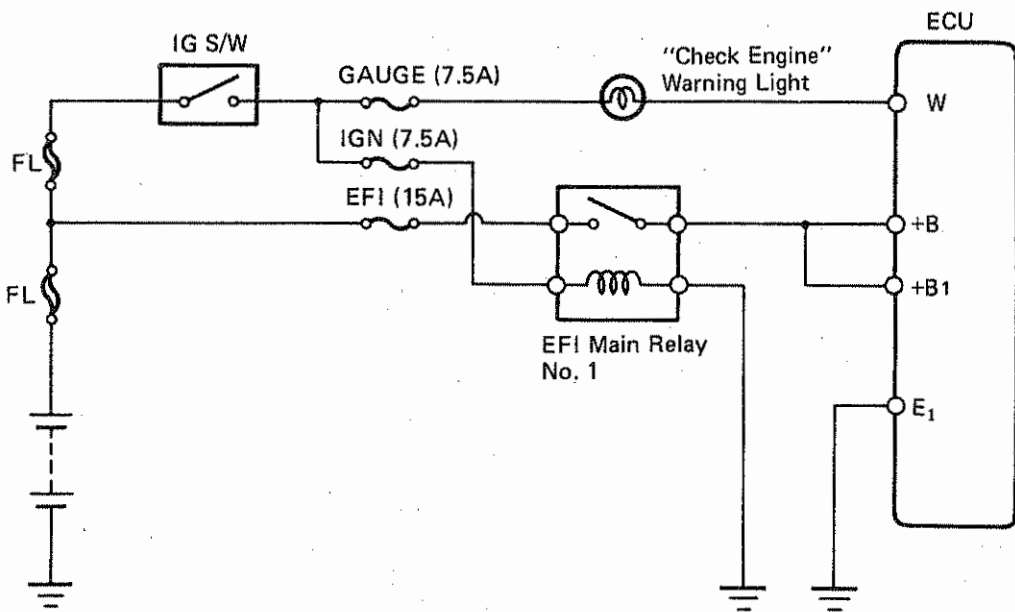 ECU
IG S/W
"Check Engine"
Warning Light
GAUGE (7.5A)
W
IGN (7.5A)
FL
EFI (15A)
+B
FL
+B1
EFI Main Relay
No. 1
E₁